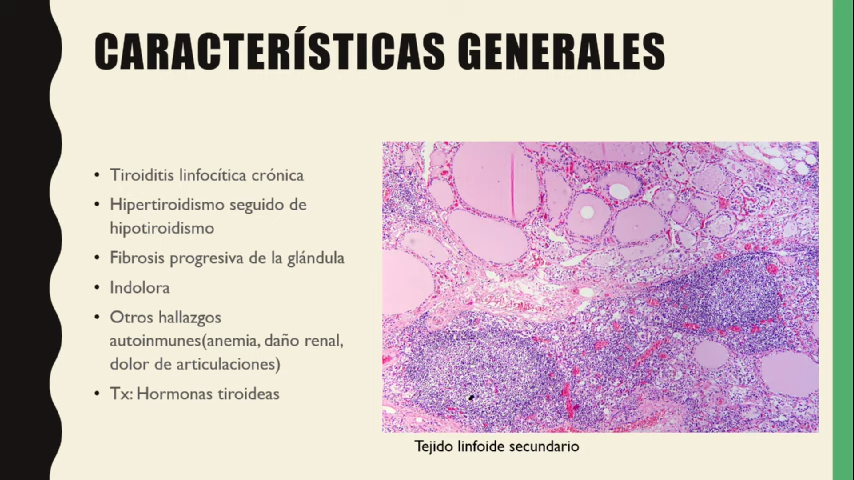 CARACTERÍSTICAS GENERALES
• Tiroiditis linfocítica crónica
• Hipertiroidismo seguido de
hipotiroidismo
• Fibrosis progresiva de la glándula
• Indolora
• Otros hallazgos
autoinmunes(anemia, daño renal,
dolor de articulaciones)
• Tx: Hormonas tiroideas
Tejido linfoide secundario